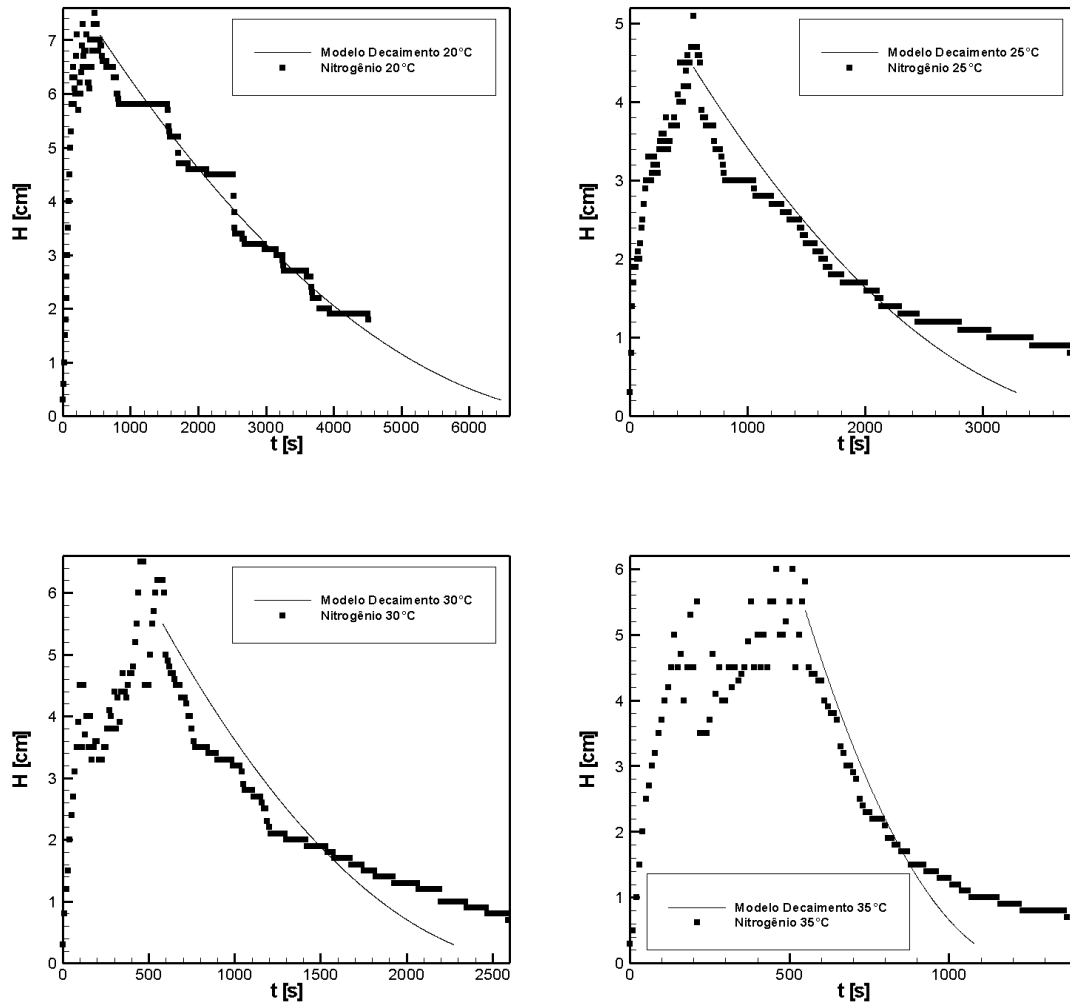 Modelo Decaimento 20°C
Nitrogênio 20°C
H [cm]
7
6
5
4
3
2
1
0
0 1000 2000 3000 4000 5000 6000
t [s]
Modelo Decaimento 25°C
Nitrogênio 25°C
H [cm]
5
4
3
2
1
0
0 1000 2000 3000
t [s]
Modelo Decaimento 30°C
Nitrogênio 30°C
H [cm]
6
5
4
3
2
1
0
0 500 1000 1500 2000 2500
t [s]
H [cm]
6
5
4
3
2
1
0
Modelo Decaimento 35°C
Nitrogênio 35°C
0 500 1000
t [s]